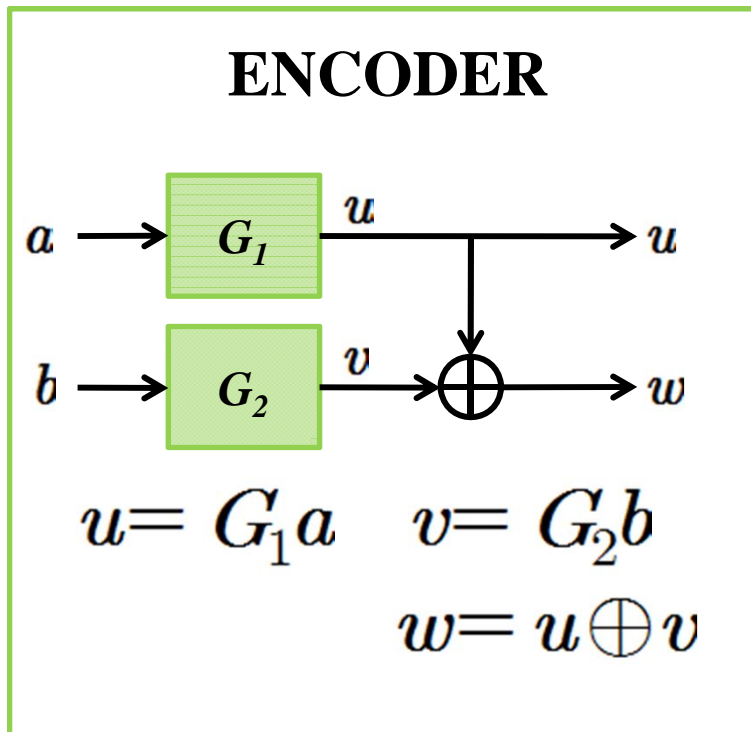 ENCODER
a G₁ u u
b G₂ v w
u= G₁a v= G₂b
w= u⊕v